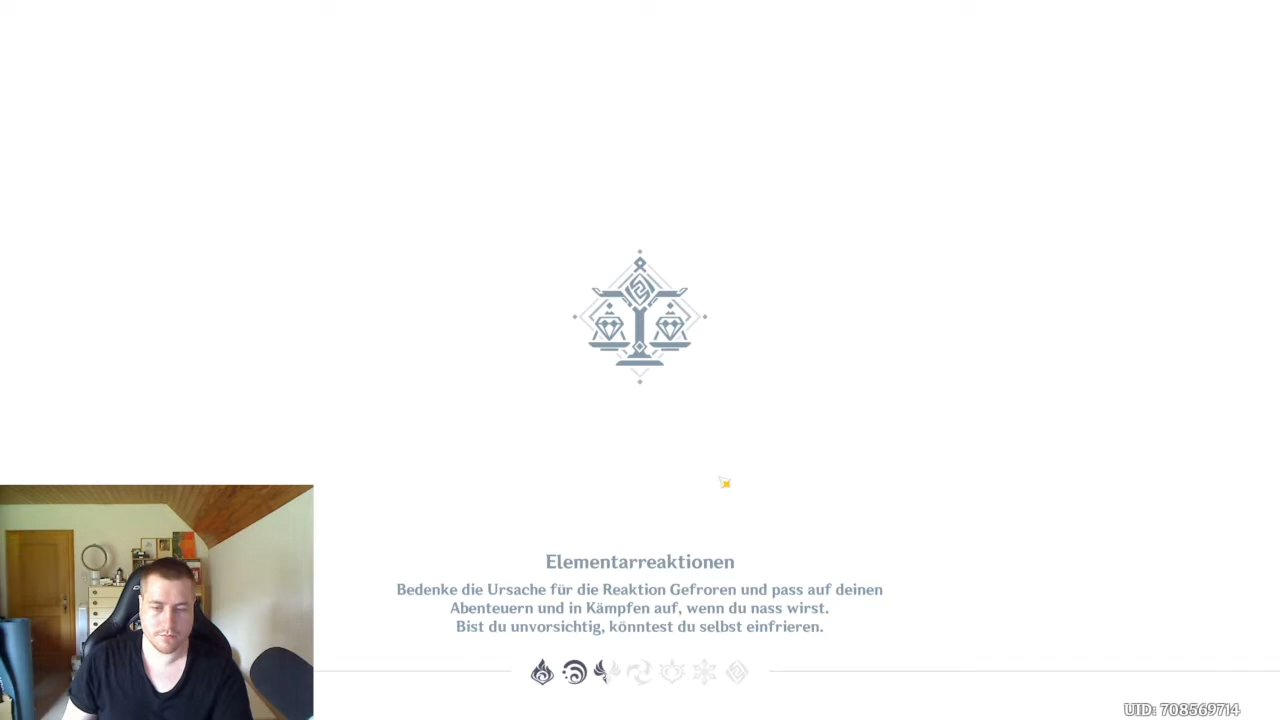 Elementarreaktionen
Bedenke die Ursache für die Reaktion Gefroren und pass auf deinen
Abenteuern und in Kämpfen auf, wenn du nass wirst.
Bist du unvorsichtig, könntest du selbst einfrieren.
UID: 708569714